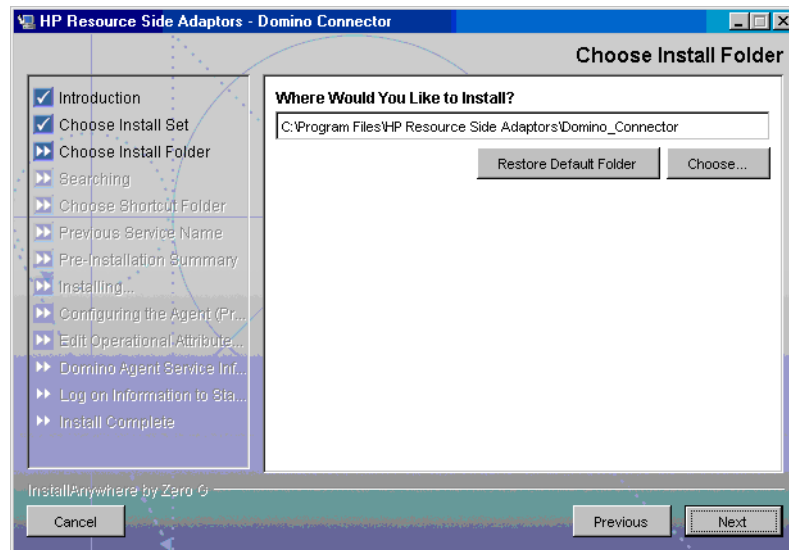 HP Resource Side Adaptors - Domino Connector
Choose Install Folder
Introduction
Choose Install Set
Choose Install Folder
Searching
Choose Shortcut Folder
Previous Service Name
Pre-Installation Summary
Installing...
Configuring the Agent (Pr...
Edit Operational Attribute...
Domino Agent Service Inf...
Log on Information to Sta...
Install Complete
Where Would You Like to Install?
C:\Program Files\HP Resource Side Adaptors\Domino_Connector
Restore Default Folder
Choose...
InstallAnywhere by Zero G
Cancel
Previous
Next